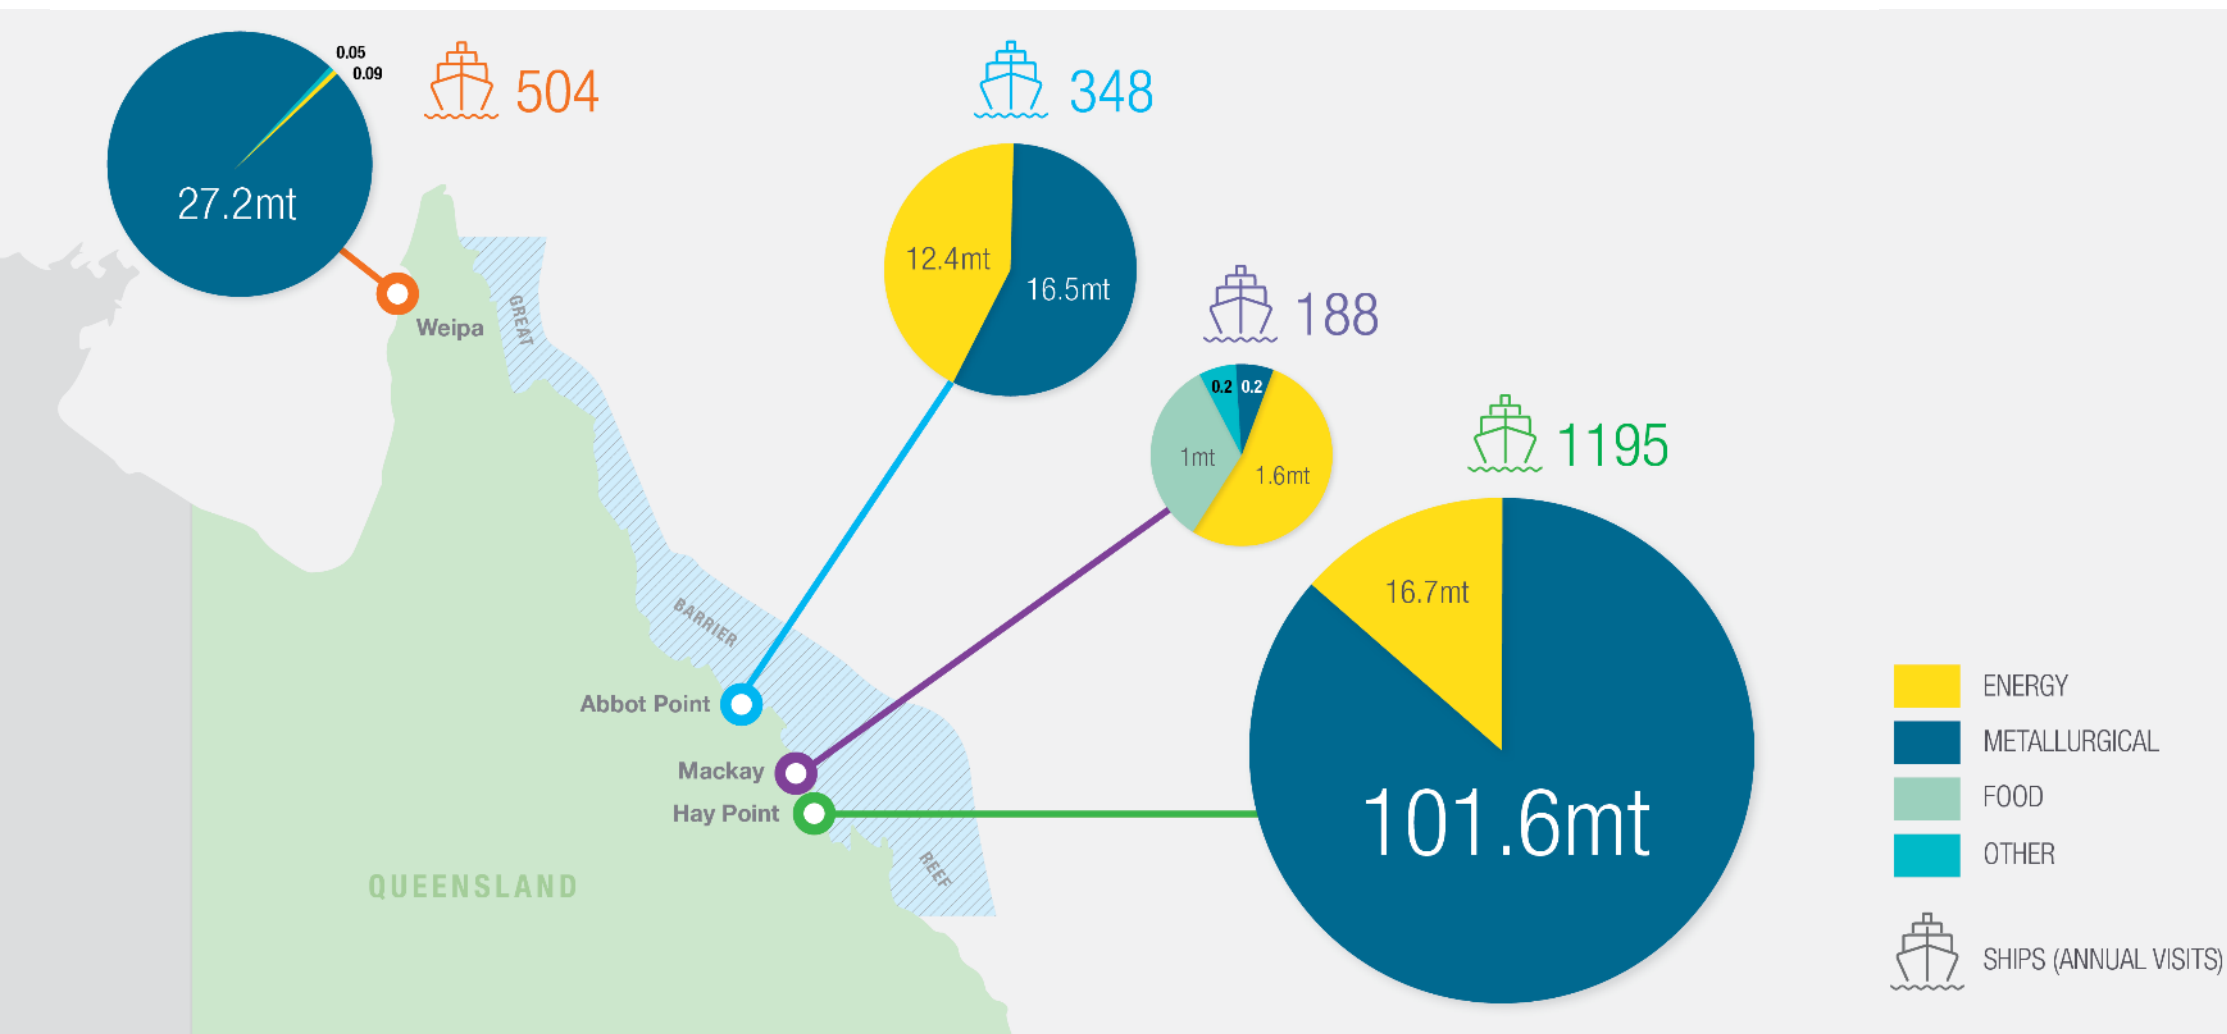 0.05
0.09
27.2mt
504
348
12.4mt
16.5mt
188
0.2 0.2
1mt
1.6mt
1195
16.7mt
101.6mt
Weipa
GREAT
BARRIER
REEF
Abbot Point
Mackay
Hay Point
QUEENSLAND
ENERGY
METALLURGICAL
FOOD
OTHER
SHIPS (ANNUAL VISITS)